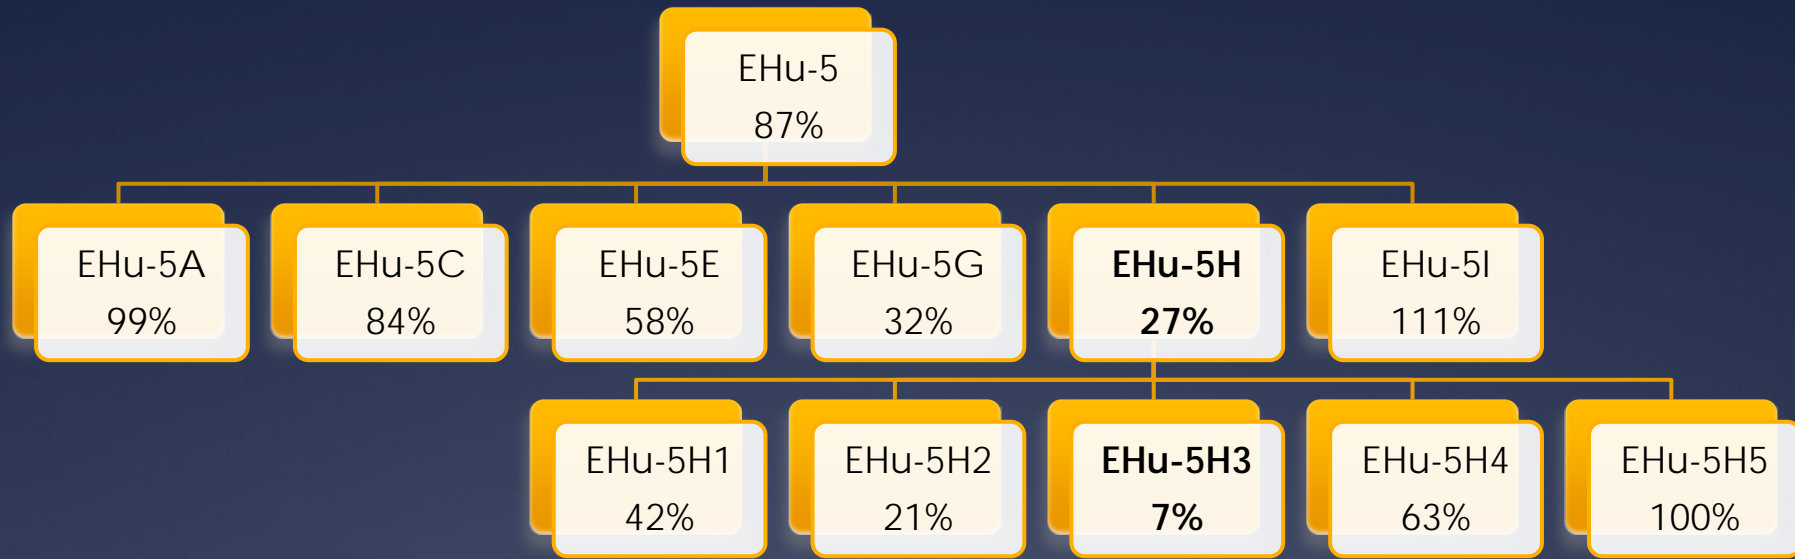 EHu-5
87%
EHu-5A
99%
EHu-5C
84%
EHu-5E
58%
EHu-5G
32%
EHu-5H
27%
EHu-5I
111%
EHu-5H1
42%
EHu-5H2
21%
EHu-5H3
7%
EHu-5H4
63%
EHu-5H5
100%